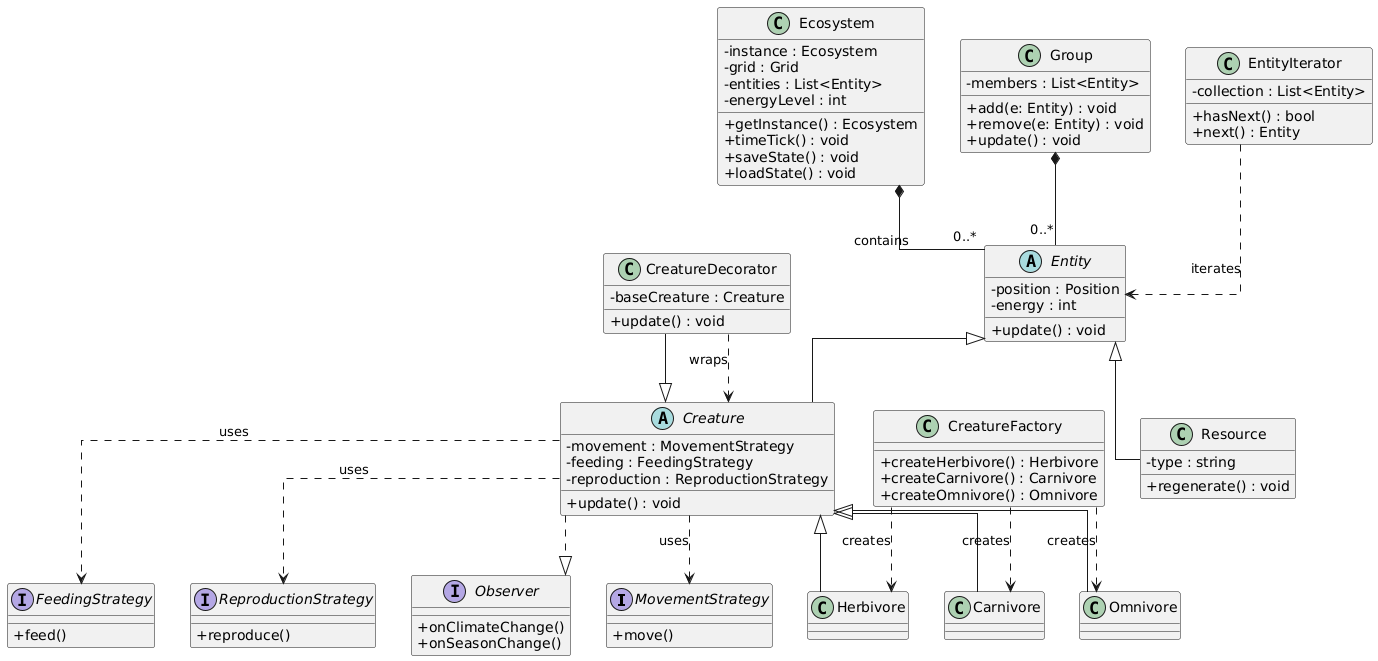 C Ecosystem
-instance : Ecosystem
-grid : Grid
-entities : List<Entity>
-energyLevel : int
+getInstance() : Ecosystem
+timeTick() : void
+saveState() : void
+loadState() : void
C Group
-members : List<Entity>
+add(e: Entity) : void
+remove(e: Entity) : void
+update() : void
C EntityIterator
-collection : List<Entity>
+hasNext() : bool
+next() : Entity
contains
0..*
0..*
iterates
A Entity
-position : Position
-energy : int
+update() : void
C CreatureDecorator
-baseCreature : Creature
+update() : void
wraps
A Creature
-movement : MovementStrategy
-feeding : FeedingStrategy
-reproduction : ReproductionStrategy
+update() : void
C CreatureFactory
+createHerbivore() : Herbivore
+createCarnivore() : Carnivore
+createOmnivore() : Omnivore
C Resource
-type : string
+regenerate() : void
uses
uses
uses
creates
creates
creates
I FeedingStrategy
+feed()
I ReproductionStrategy
+reproduce()
I Observer
+onClimateChange()
+onSeasonChange()
I MovementStrategy
+move()
C Herbivore
C Carnivore
C Omnivore